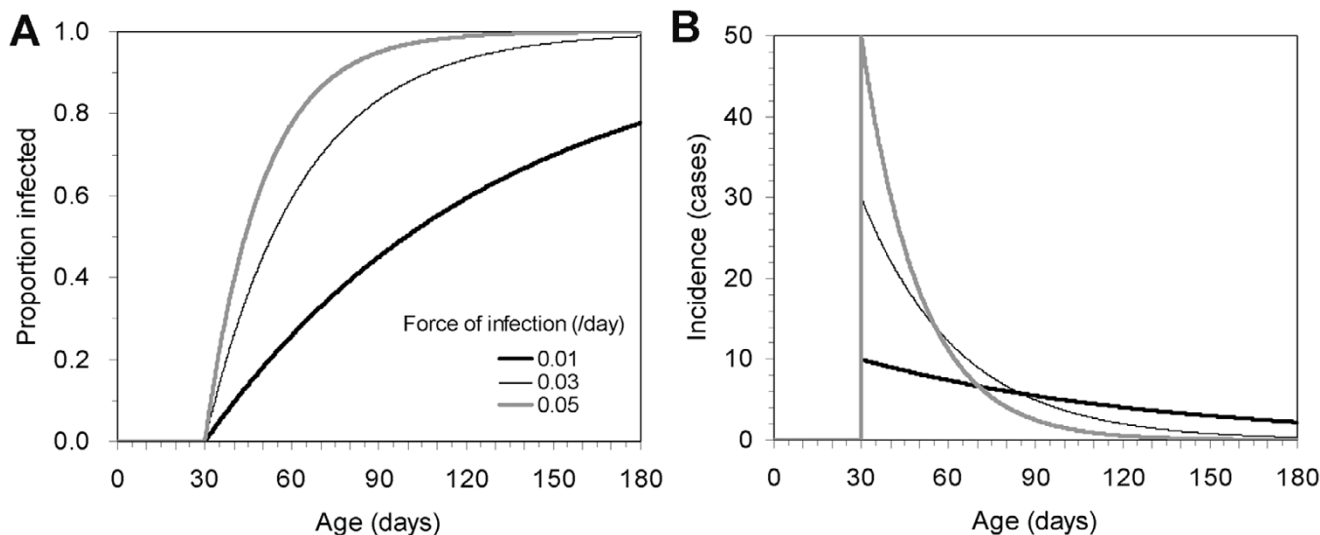 A
Proportion infected
1.0
0.8
0.6
0.4
0.2
0.0
Force of infection (/day)
0.01
0.03
0.05
0 30 60 90 120 150 180
Age (days)
B
Incidence (cases)
50
40
30
20
10
0
0 30 60 90 120 150 180
Age (days)